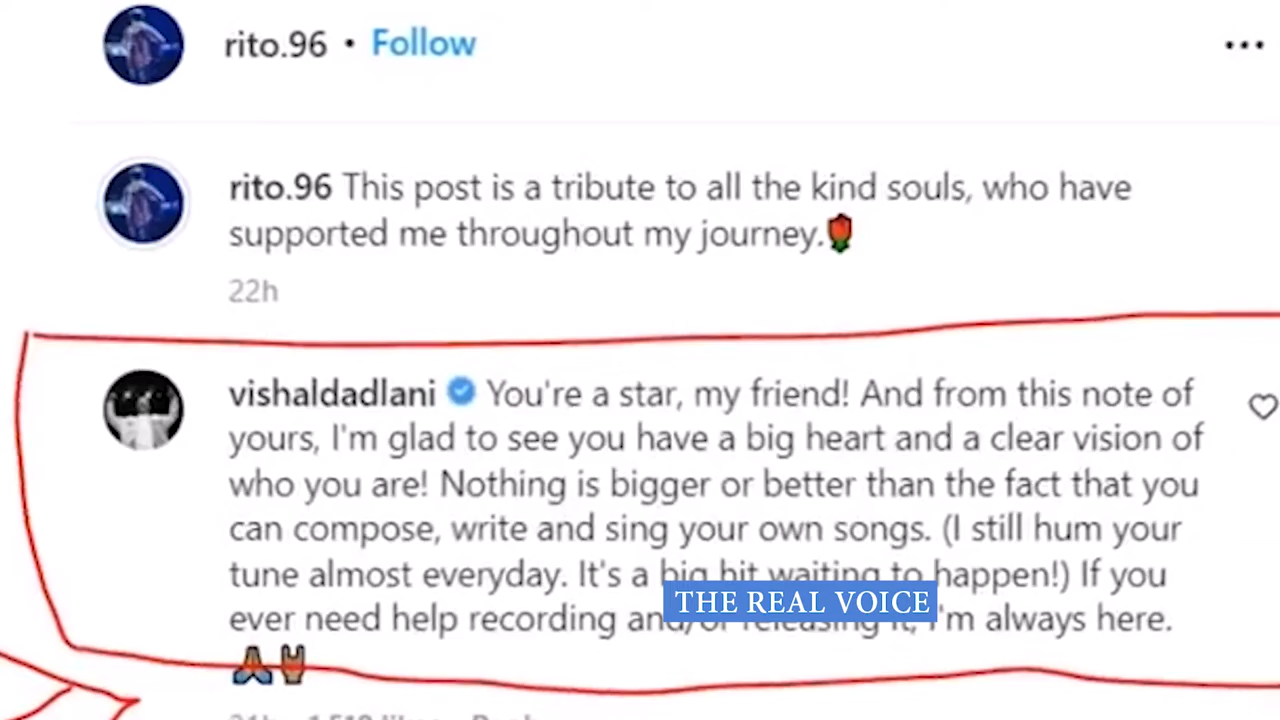 rito.96 • Follow
rito.96 This post is a tribute to all the kind souls, who have
supported me throughout my journey.🌹
22h
vishaldadlani You're a star, my friend! And from this note of
yours, I'm glad to see you have a big heart and a clear vision of
who you are! Nothing is bigger or better than the fact that you
can compose, write and sing your own songs. (I still hum your
tune almost everyday. It's a big hit waiting to happen!) If you
THE REAL VOICE
ever need help recording and/or releasing it, I'm always here.
🙏🤘